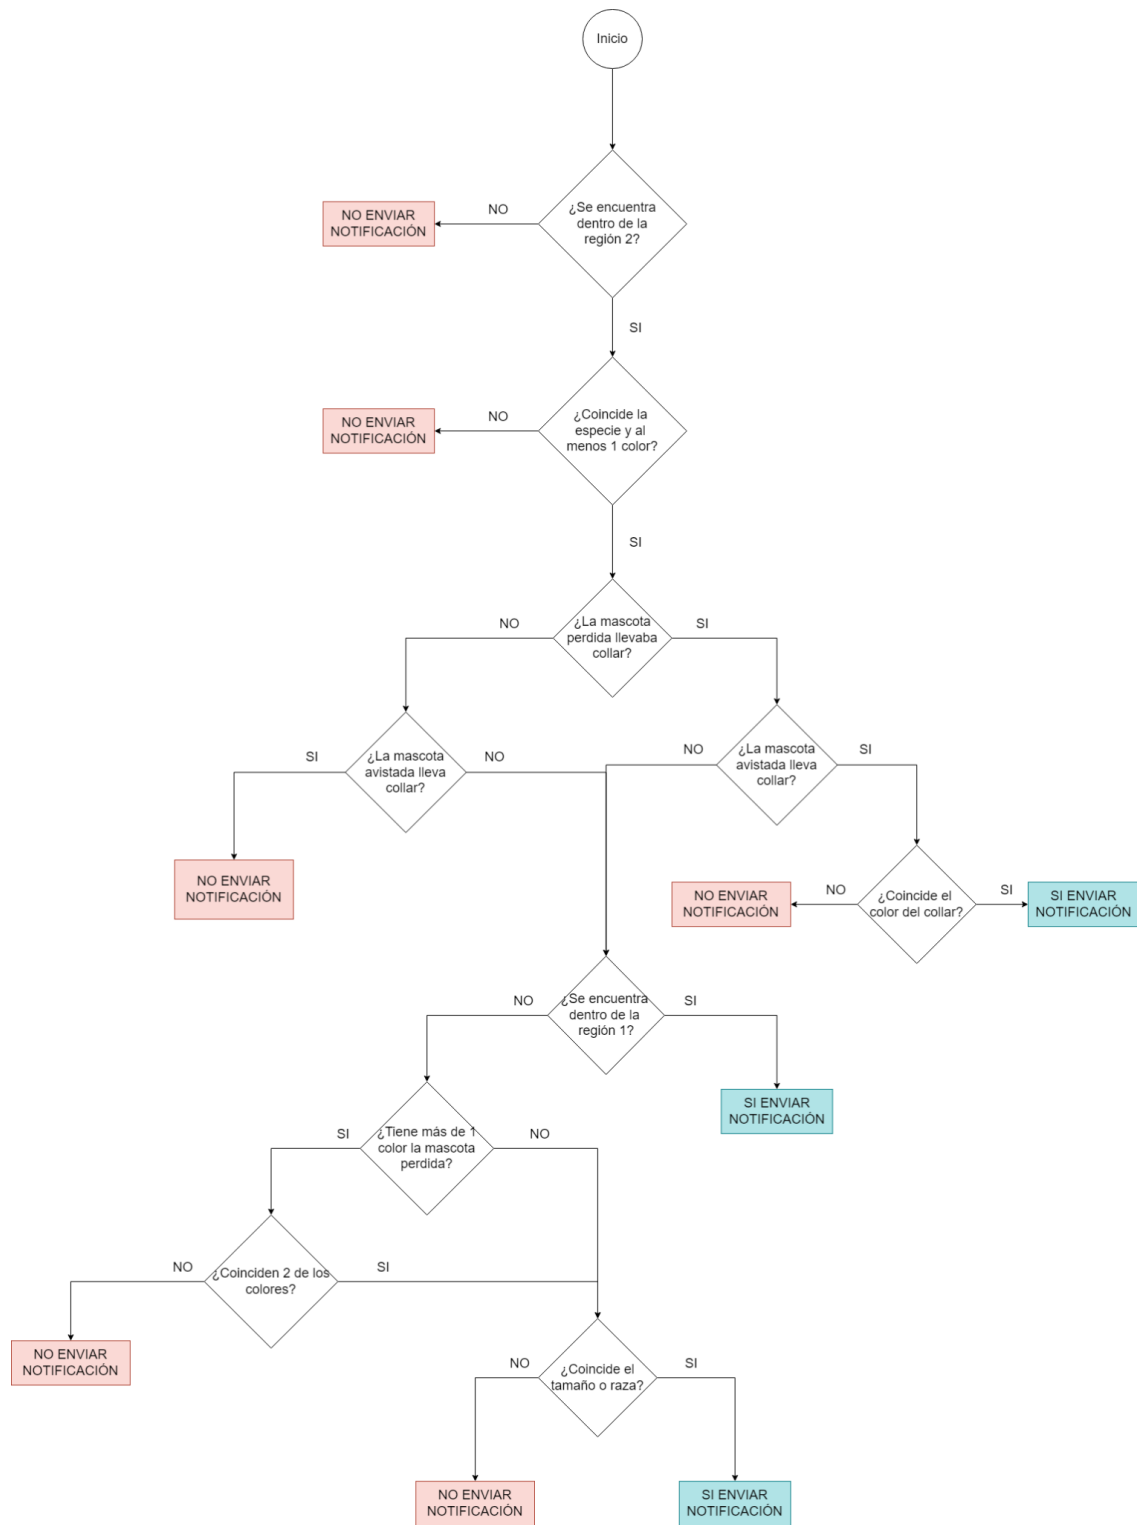 Inicio
¿Se encuentra
dentro de la
región 2?
NO
NO ENVIAR
NOTIFICACIÓN
SI
¿Coincide la
especie y al
menos 1 color?
NO
NO ENVIAR
NOTIFICACIÓN
SI
¿La mascota
perdida llevaba
collar?
NO
SI
¿La mascota
avistada lleva
collar?
SI
NO
¿La mascota
avistada lleva
collar?
NO
SI
NO ENVIAR
NOTIFICACIÓN
¿Coincide el
color del collar?
NO
SI
NO ENVIAR
NOTIFICACIÓN
SI ENVIAR
NOTIFICACIÓN
¿Se encuentra
dentro de la
región 1?
NO
SI
SI ENVIAR
NOTIFICACIÓN
¿Tiene más de 1
color la mascota
perdida?
SI
NO
¿Coinciden 2 de los
colores?
NO
SI
NO ENVIAR
NOTIFICACIÓN
¿Coincide el
tamaño o raza?
NO
SI
NO ENVIAR
NOTIFICACIÓN
SI ENVIAR
NOTIFICACIÓN